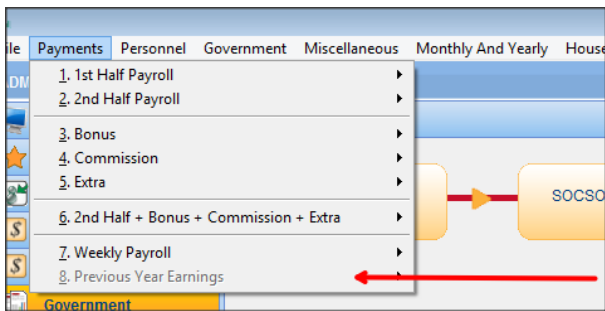 ile Payments Personnel Government Miscellaneous Monthly And Yearly House
ADM
1. 1st Half Payroll
2. 2nd Half Payroll
3. Bonus
4. Commission
5. Extra
SOCSO
6. 2nd Half + Bonus + Commission + Extra
7. Weekly Payroll
8. Previous Year Earnings
Government